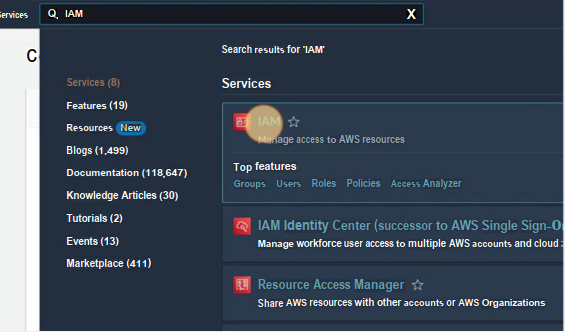 Services
IAM
X
C
Search results for 'IAM'
Services (8)
Features (19)
Resources New
Blogs (1,499)
Documentation (118,647)
Knowledge Articles (30)
Tutorials (2)
Events (13)
Marketplace (411)
Services
IAM
Manage access to AWS resources
Top features
Groups Users Roles Policies Access Analyzer
IAM Identity Center (successor to AWS Single Sign-O
Manage workforce user access to multiple AWS accounts and cloud
Resource Access Manager
Share AWS resources with other accounts or AWS Organizations